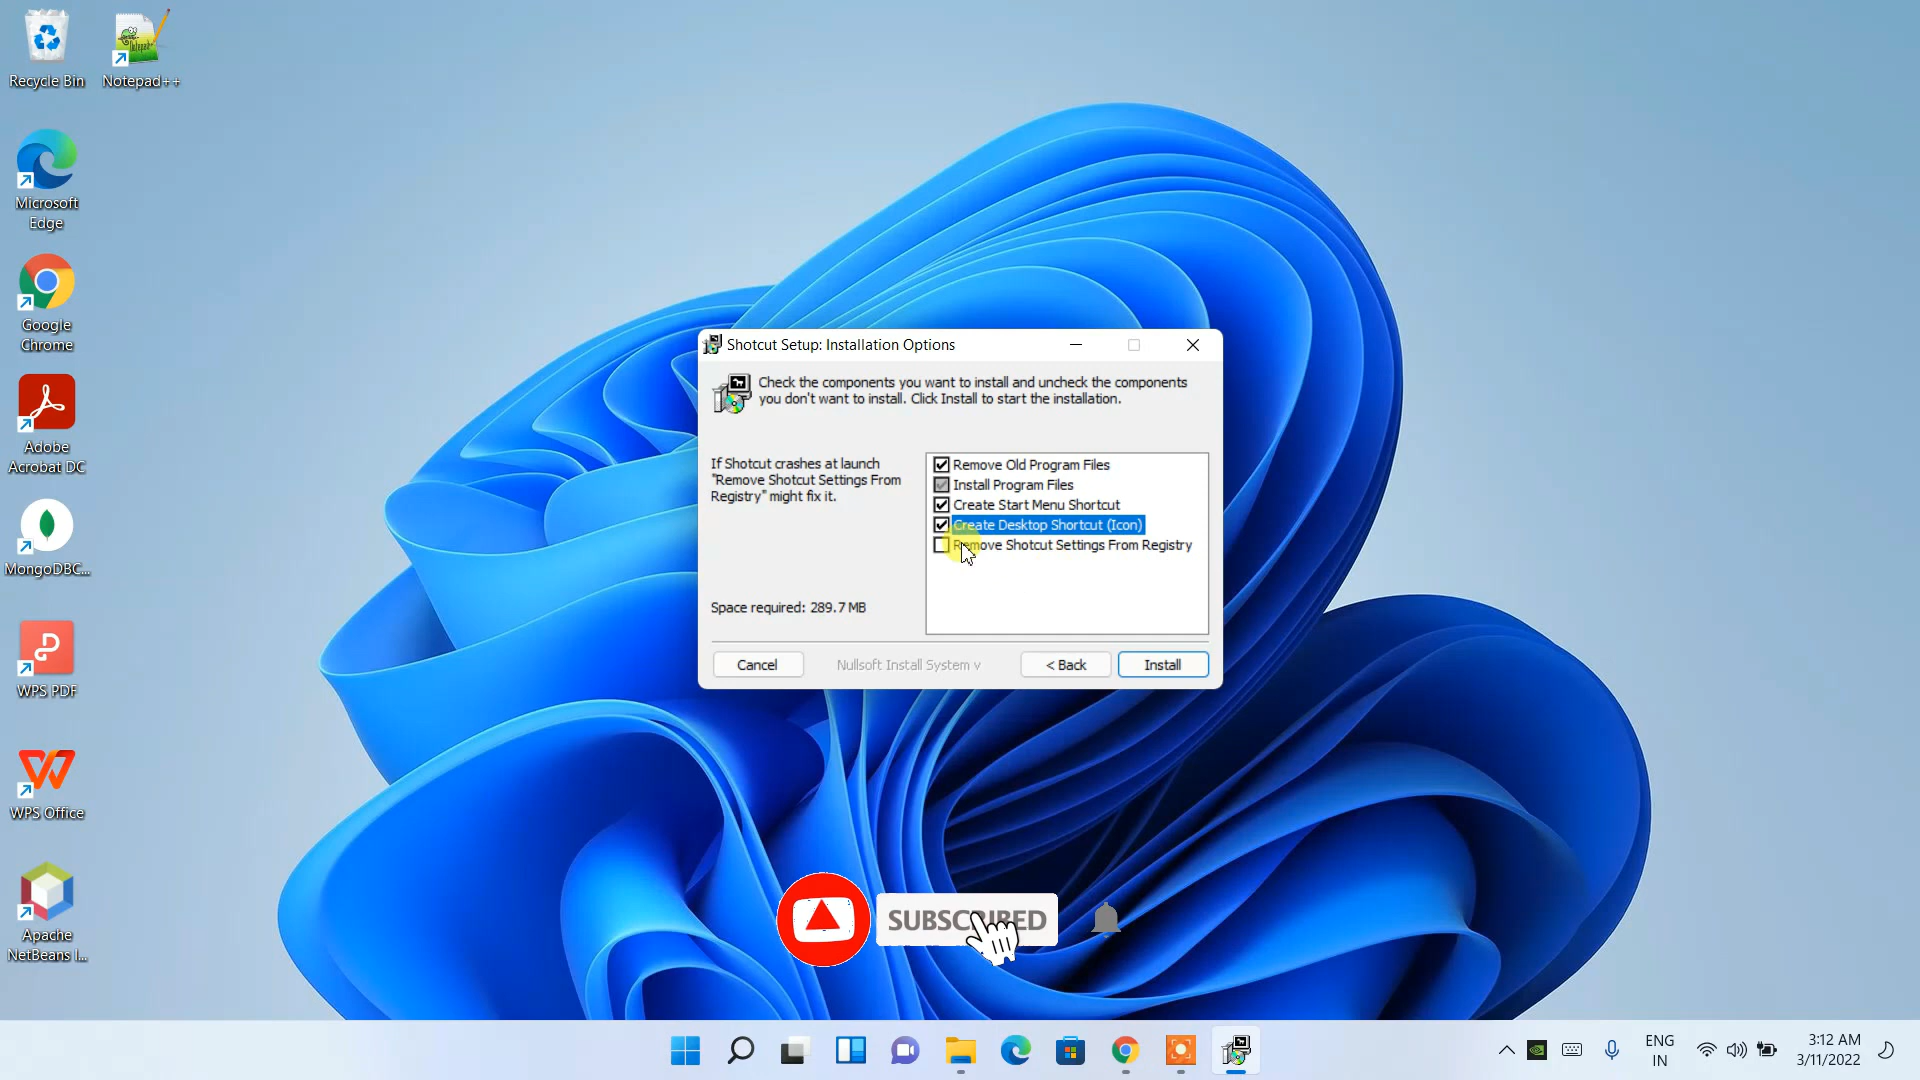 Recycle Bin
Notepad++
Microsoft
Edge
Google
Chrome
Adobe
Acrobat DC
MongoDBC...
WPS PDF
WPS Office
Apache
NetBeans I...
Shotcut Setup: Installation Options
Check the components you want to install and uncheck the components
you don't want to install. Click Install to start the installation.
If Shotcut crashes at launch
"Remove Shotcut Settings From
Registry" might fix it.
Remove Old Program Files
Install Program Files
Create Start Menu Shortcut
Create Desktop Shortcut (Icon)
Remove Shotcut Settings From Registry
Space required: 289.7 MB
Cancel
Nullsoft Install System v
< Back
Install
SUBSCRIBED
ENG
IN
3:12 AM
3/11/2022